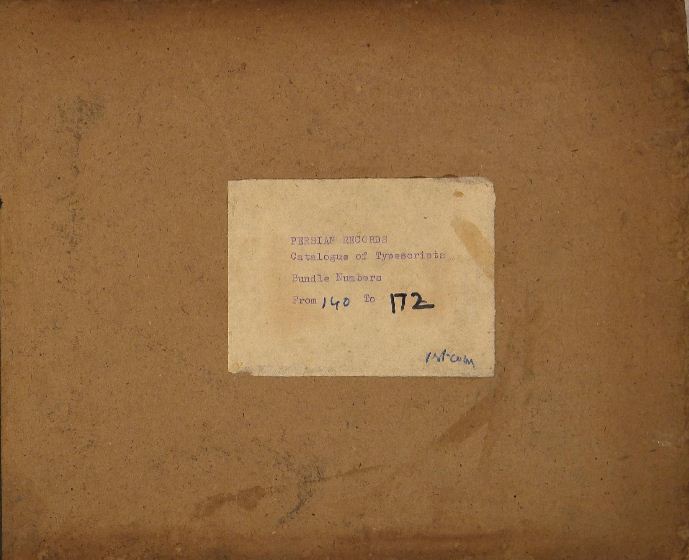 PERSIAN RECORDS
Catalogue of Typescripts
Bundle Numbers
From 140 To 172